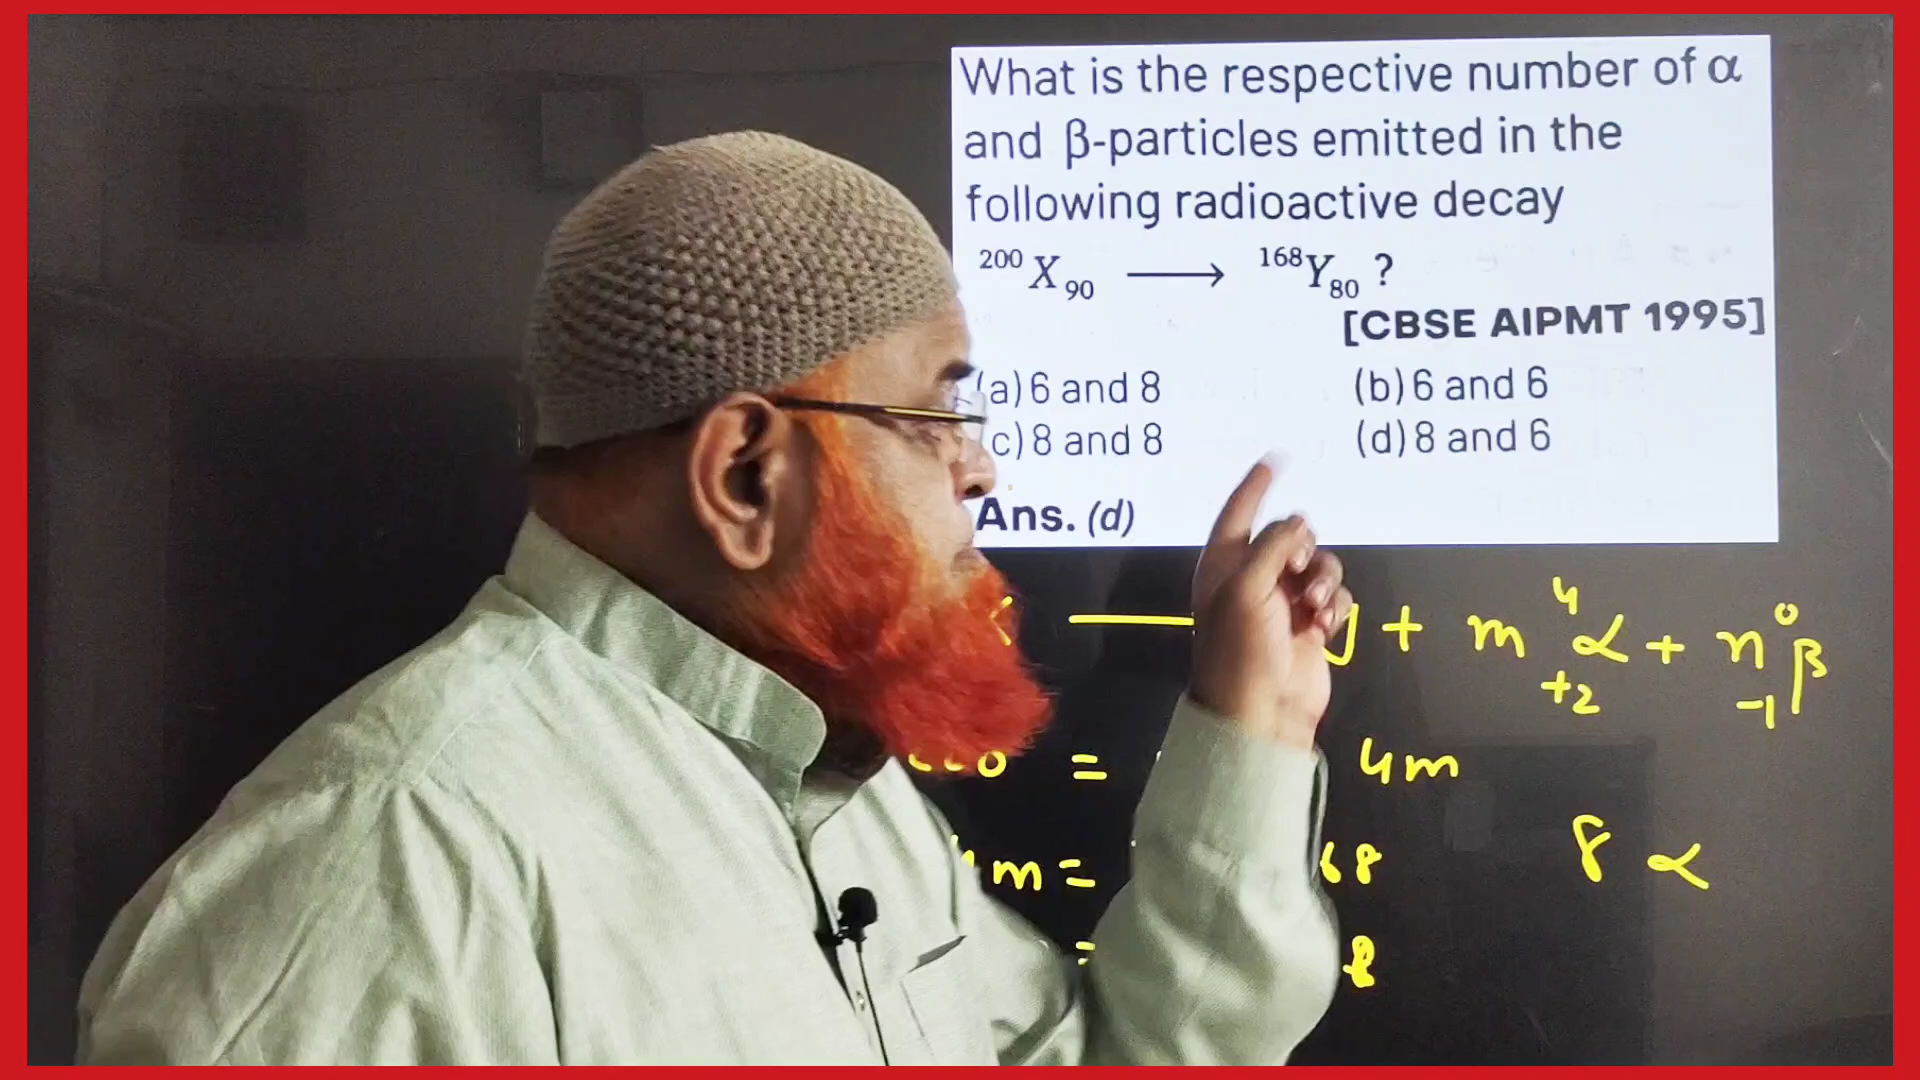 What is the respective number of α
and β-particles emitted in the
following radioactive decay
²⁰⁰X₉₀ ⟶ ¹⁶⁸Y₈₀ ?
[CBSE AIPMT 1995]
(a) 6 and 8 (b) 6 and 6
c) 8 and 8 (d) 8 and 6
Ans. (d)
+ m ⁴α₊₂ + n ⁰β₋₁
= 4m
m = 68
8 α
= 8